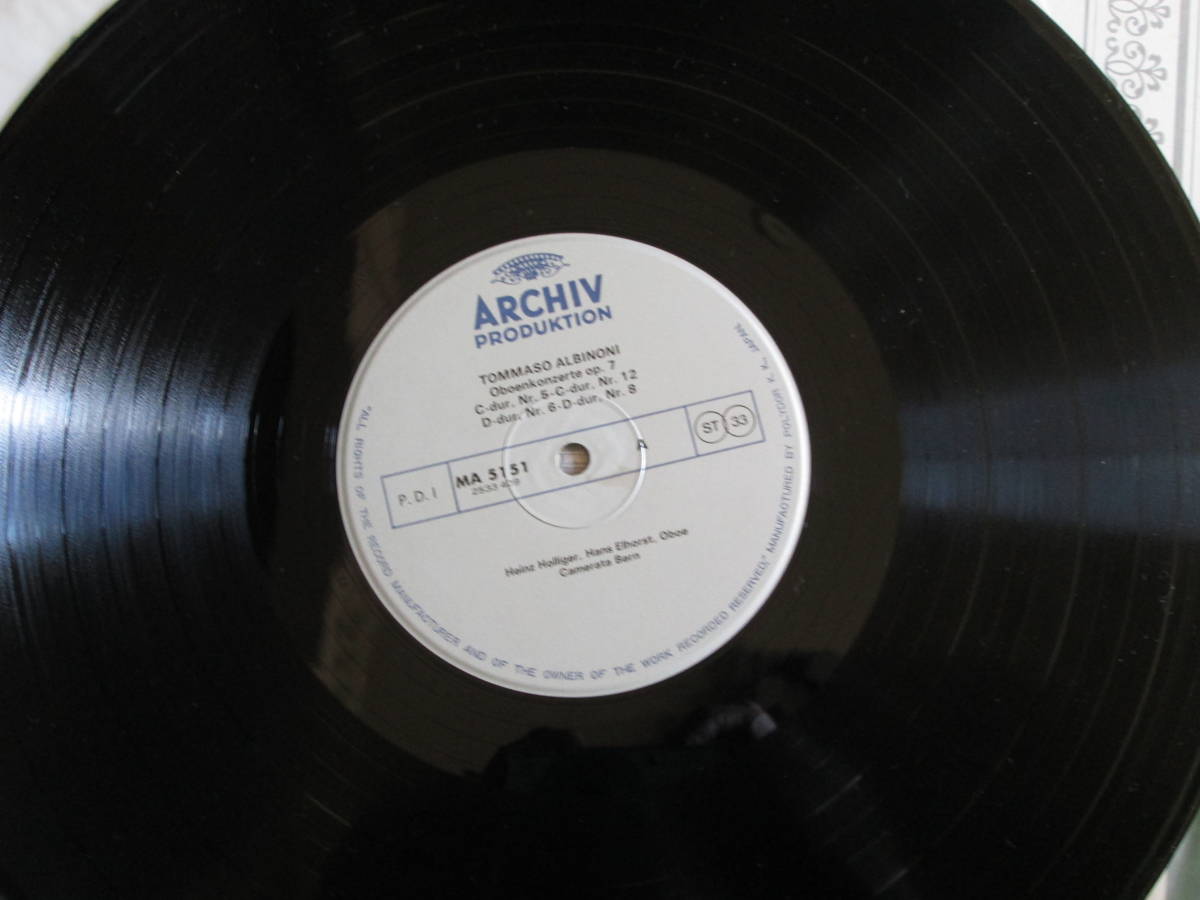 ARCHIV
PRODUKTION
TOMMASO ALBINONI
Oboenkonzerte op. 7
C-dur, Nr. 5-C-dur, Nr. 12
D-dur, Nr. 6-D-dur, Nr. 8
P.D.I
MA 5151
2533 409
A
ST 33
Heinz Holliger, Hans Elhorst, Oboe
Camerata Bern
"ALL RIGHTS OF THE RECORD MANUFACTURER AND OF THE OWNER OF THE WORK RECORDED RESERVED," MANUFACTURED BY POLYDOR K.K., JAPAN.